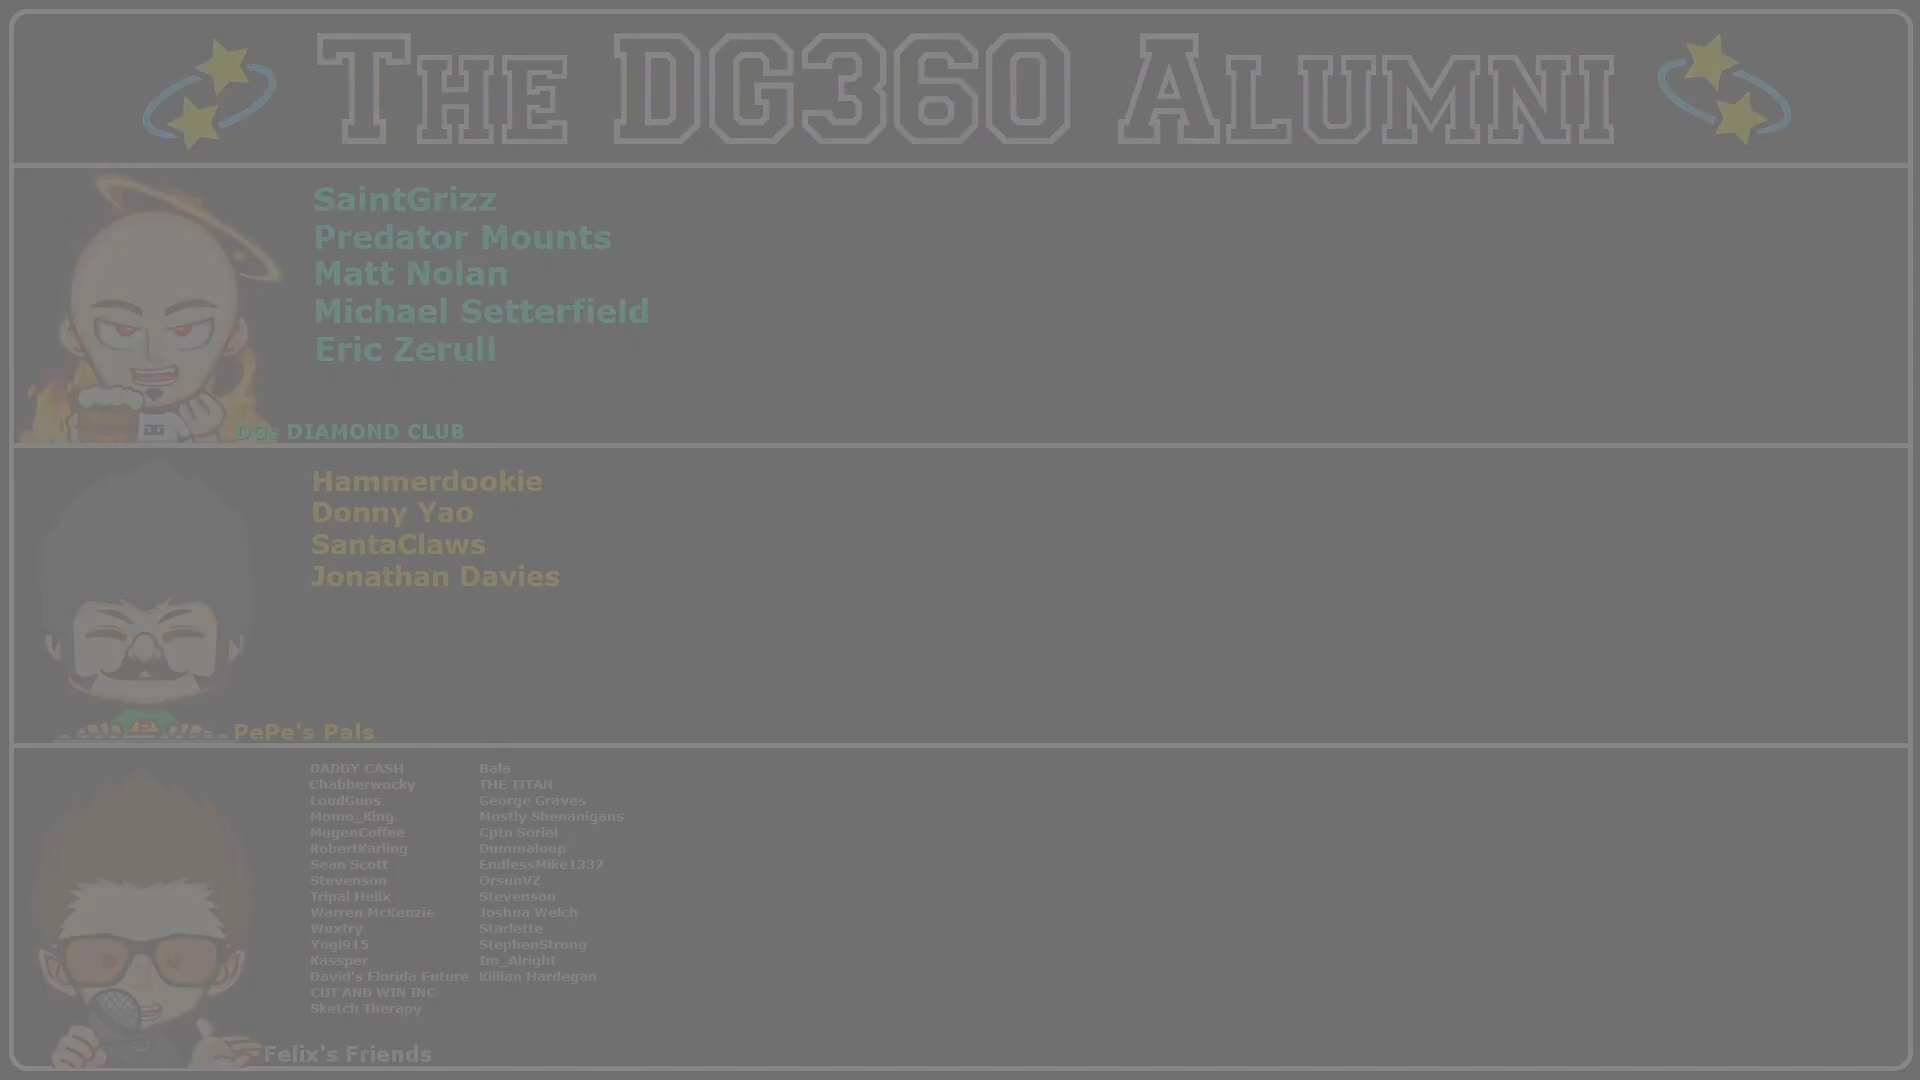 The DG360 Alumni
SaintGrizz
Predator Mounts
Matt Nolan
Michael Setterfield
Eric Zerull
DGs DIAMOND CLUB
Hammerdookie
Donny Yao
SantaClaws
Jonathan Davies
PePe's Pals
DADDY CASH
Chabberwocky
LoudGuns
Momo_King
MugenCoffee
RobertKarling
Sean Scott
Stevenson
Tripal Helix
Warren McKenzie
Wuxtry
Yogi915
Kassper
David's Florida Future
CUT AND WIN INC
Sketch Therapy
Bala
THE TITAN
George Graves
Mostly Shenanigans
Cptn Soriel
Dummaloop
EndlessMike1337
OrsonVZ
Stevenson
Joshua Welch
Starlette
StephenStrong
Im_Alright
Killian Hardegan
Felix's Friends